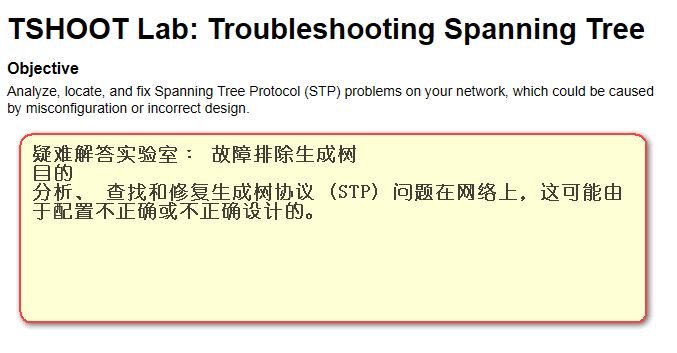 TSHOOT Lab: Troubleshooting Spanning Tree
Objective
Analyze, locate, and fix Spanning Tree Protocol (STP) problems on your network, which could be caused
by misconfiguration or incorrect design.
疑难解答实验室： 故障排除生成树
目的
分析、 查找和修复生成树协议 (STP) 问题在网络上，这可能由
于配置不正确或不正确设计的。